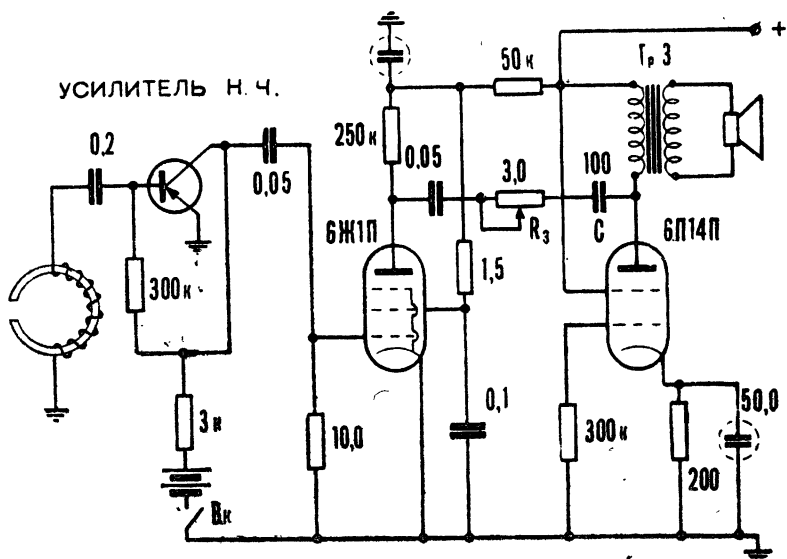 УСИЛИТЕЛЬ Н.Ч.
+
50к
Тр 3
250к
0,05
0,2
0,05
3,0
100
R3
C
6Ж1П
6П14П
300к
1,5
3к
10,0
0,1
300к
50,0
200
Вк